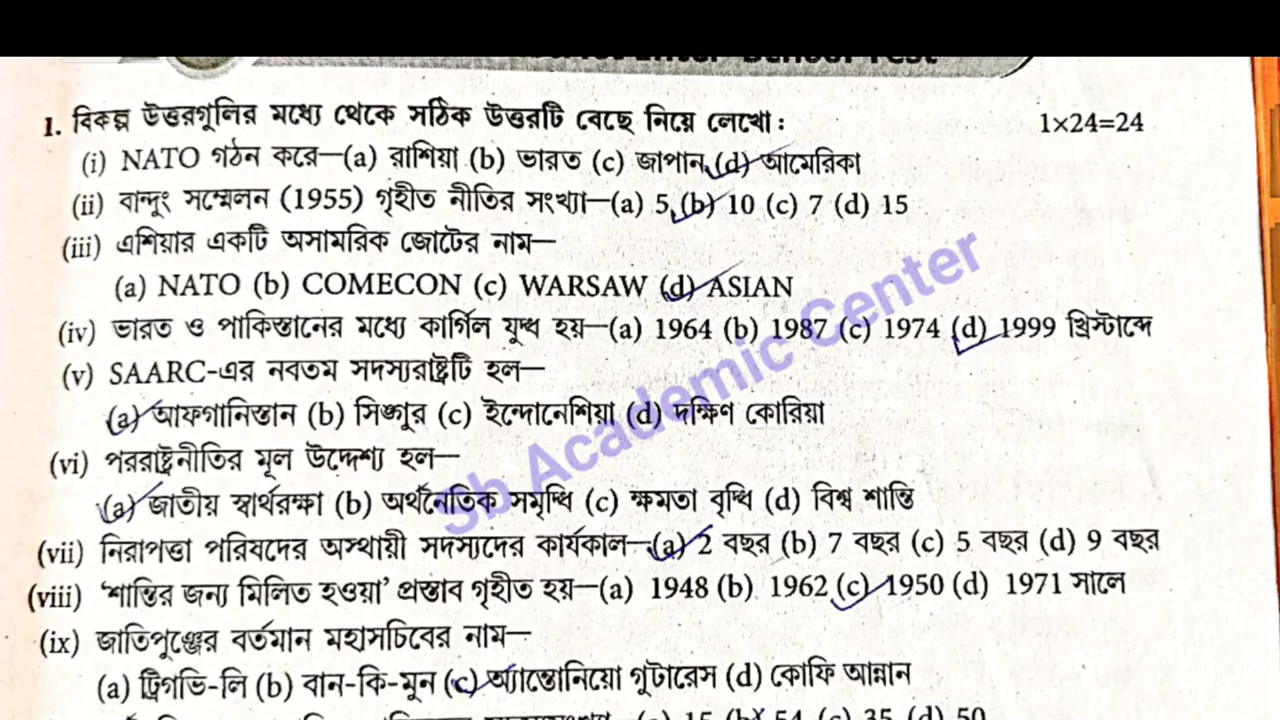 1. বিকল্প উত্তরগুলির মধ্যে থেকে সঠিক উত্তরটি বেছে নিয়ে লেখো : 1×24=24
(i) NATO গঠন করে—(a) রাশিয়া (b) ভারত (c) জাপান (d) আমেরিকা
(ii) বান্দুং সম্মেলন (1955) গৃহীত নীতির সংখ্যা—(a) 5 (b) 10 (c) 7 (d) 15
(iii) এশিয়ার একটি অসামরিক জোটের নাম—
(a) NATO (b) COMECON (c) WARSAW (d) ASIAN
(iv) ভারত ও পাকিস্তানের মধ্যে কার্গিল যুদ্ধ হয়—(a) 1964 (b) 1987 (c) 1974 (d) 1999 খ্রিস্টাব্দে
(v) SAARC-এর নবতম সদস্যরাষ্ট্রটি হল—
(a) আফগানিস্তান (b) সিঙ্গুর (c) ইন্দোনেশিয়া (d) দক্ষিণ কোরিয়া
(vi) পররাষ্ট্রনীতির মূল উদ্দেশ্য হল—
(a) জাতীয় স্বার্থরক্ষা (b) অর্থনৈতিক সমৃদ্ধি (c) ক্ষমতা বৃদ্ধি (d) বিশ্ব শান্তি
(vii) নিরাপত্তা পরিষদের অস্থায়ী সদস্যদের কার্যকাল—(a) 2 বছর (b) 7 বছর (c) 5 বছর (d) 9 বছর
(viii) ‘শান্তির জন্য মিলিত হওয়া’ প্রস্তাব গৃহীত হয়—(a) 1948 (b) 1962 (c) 1950 (d) 1971 সালে
(ix) জাতিপুঞ্জের বর্তমান মহাসচিবের নাম—
(a) ট্রিগভি-লি (b) বান-কি-মুন (c) অ্যান্তোনিয়ো গুটারেস (d) কোফি আন্নান
(a) 15 (b) 54 (c) 35 (d) 50
Sb Academic Center